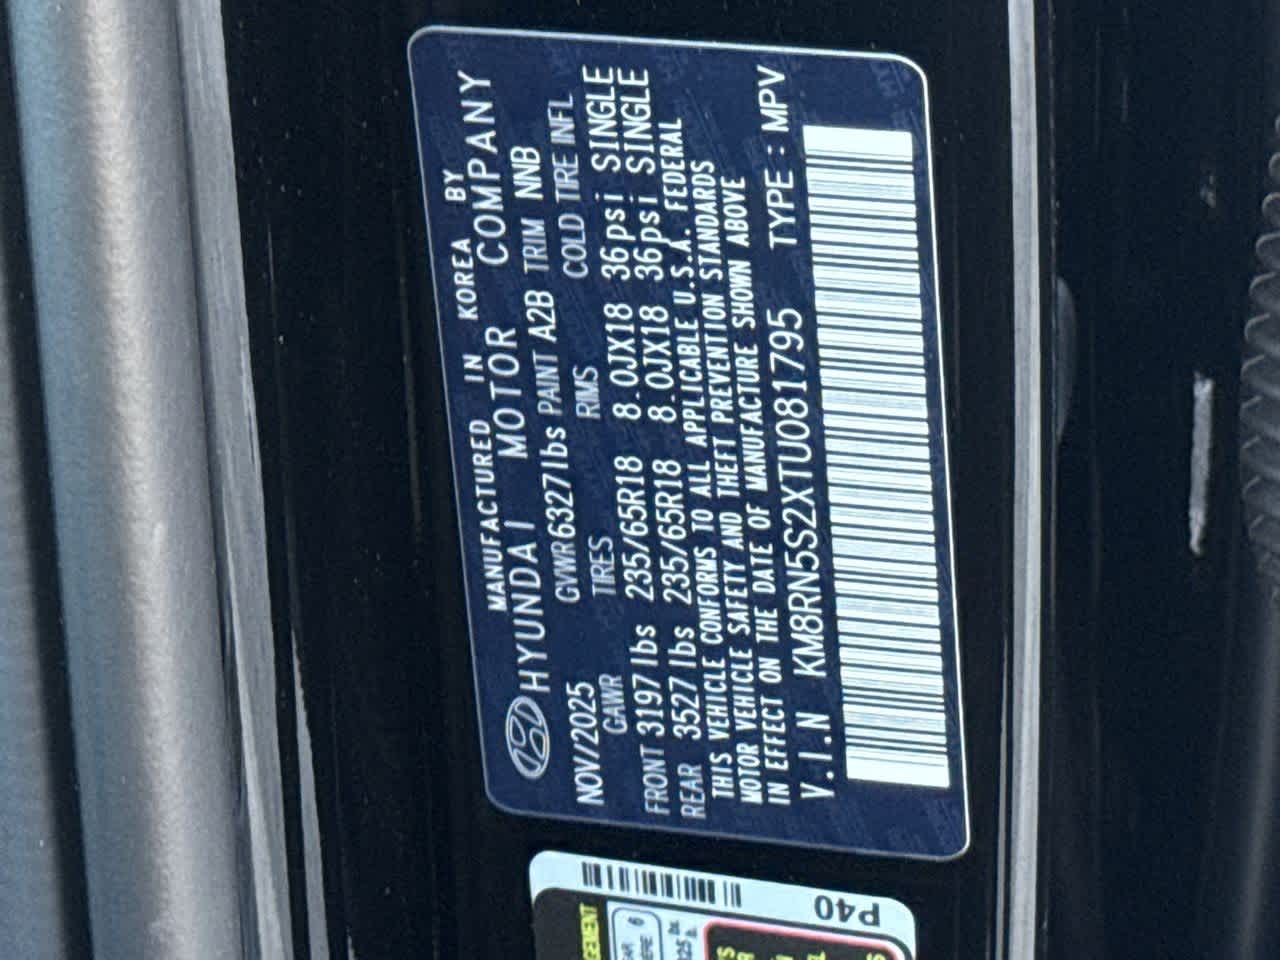 MANUFACTURED IN KOREA BY
HYUNDAI MOTOR COMPANY
NOV/2025 GVWR 6327lbs PAINT A2B TRIM NNB
GAWR TIRES RIMS COLD TIRE INFL
FRONT 3197lbs 235/65R18 8.0JX18 36psi SINGLE
REAR 3527lbs 235/65R18 8.0JX18 36psi SINGLE
THIS VEHICLE CONFORMS TO ALL APPLICABLE U.S.A. FEDERAL
MOTOR VEHICLE SAFETY AND THEFT PREVENTION STANDARDS
IN EFFECT ON THE DATE OF MANUFACTURE SHOWN ABOVE
V.I.N KM8RN5S2XTU081795 TYPE : MPV
P40